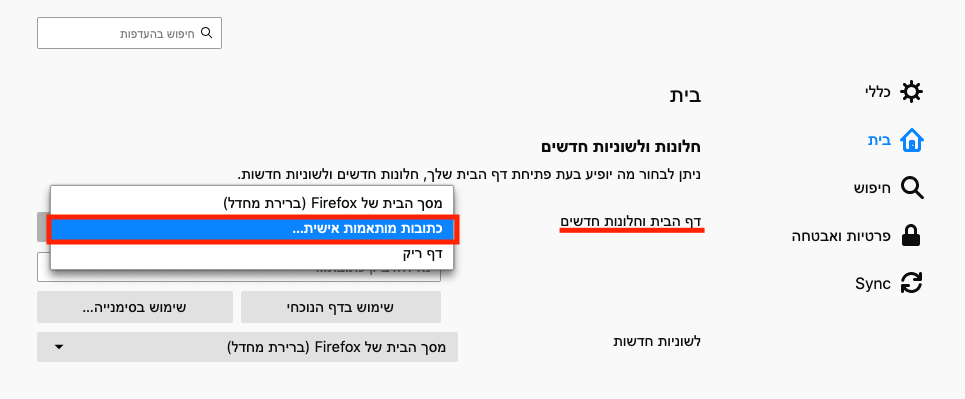 חיפוש בהעדפות
כללי
בית
חיפוש
פרטיות ואבטחה
Sync
בית
חלונות ולשוניות חדשים
ניתן לבחור מה יופיע בעת פתיחת דף הבית שלך, חלונות חדשים ולשוניות חדשות.
דף הבית וחלונות חדשים
מסך הבית של Firefox (ברירת מחדל)
כתובות מותאמות אישית...
דף ריק
שימוש בדף הנוכחי
שימוש בסימנייה...
לשוניות חדשות
מסך הבית של Firefox (ברירת מחדל)